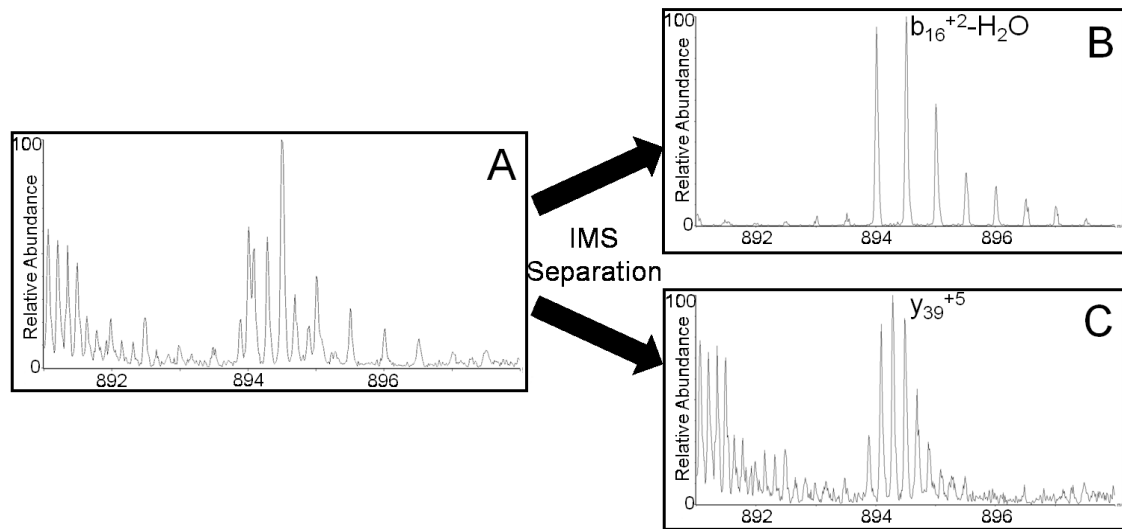 A
100
Relative Abundance
0
892
894
896
IMS
Separation
B
b₁₆⁺²-H₂O
100
Relative Abundance
0
892
894
896
C
y₃₉⁺⁵
100
Relative Abundance
0
892
894
896